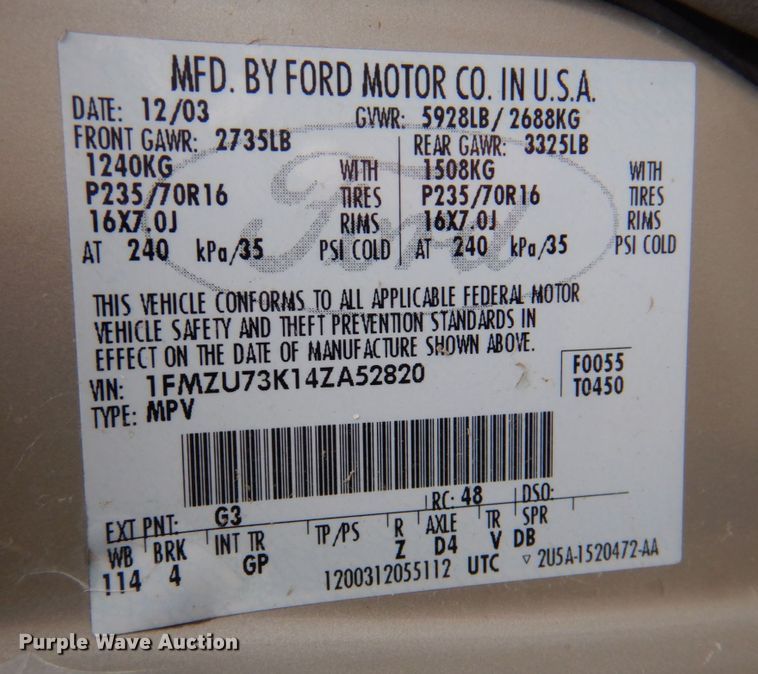 MFD. BY FORD MOTOR CO. IN U.S.A.
DATE: 12/03 GVWR: 5928LB/2688KG
FRONT GAWR: 2735LB REAR GAWR: 3325LB
1240KG WITH 1508KG WITH
P235/70R16 TIRES P235/70R16 TIRES
16X7.0J RIMS 16X7.0J RIMS
AT 240 kPa/35 PSI COLD AT 240 kPa/35 PSI COLD
Ford
THIS VEHICLE CONFORMS TO ALL APPLICABLE FEDERAL MOTOR
VEHICLE SAFETY AND THEFT PREVENTION STANDARDS IN
EFFECT ON THE DATE OF MANUFACTURE SHOWN ABOVE.
VIN: 1FMZU73K14ZA52820 F0055
TYPE: MPV T0450
EXT PNT: G3 RC: 48 DSO:
WB BRK INT TR TP/PS R AXLE TR SPR
114 4 GP Z D4 V DB
1200312055112 UTC ▽ 2U5A-1520472-AA
Purple Wave Auction